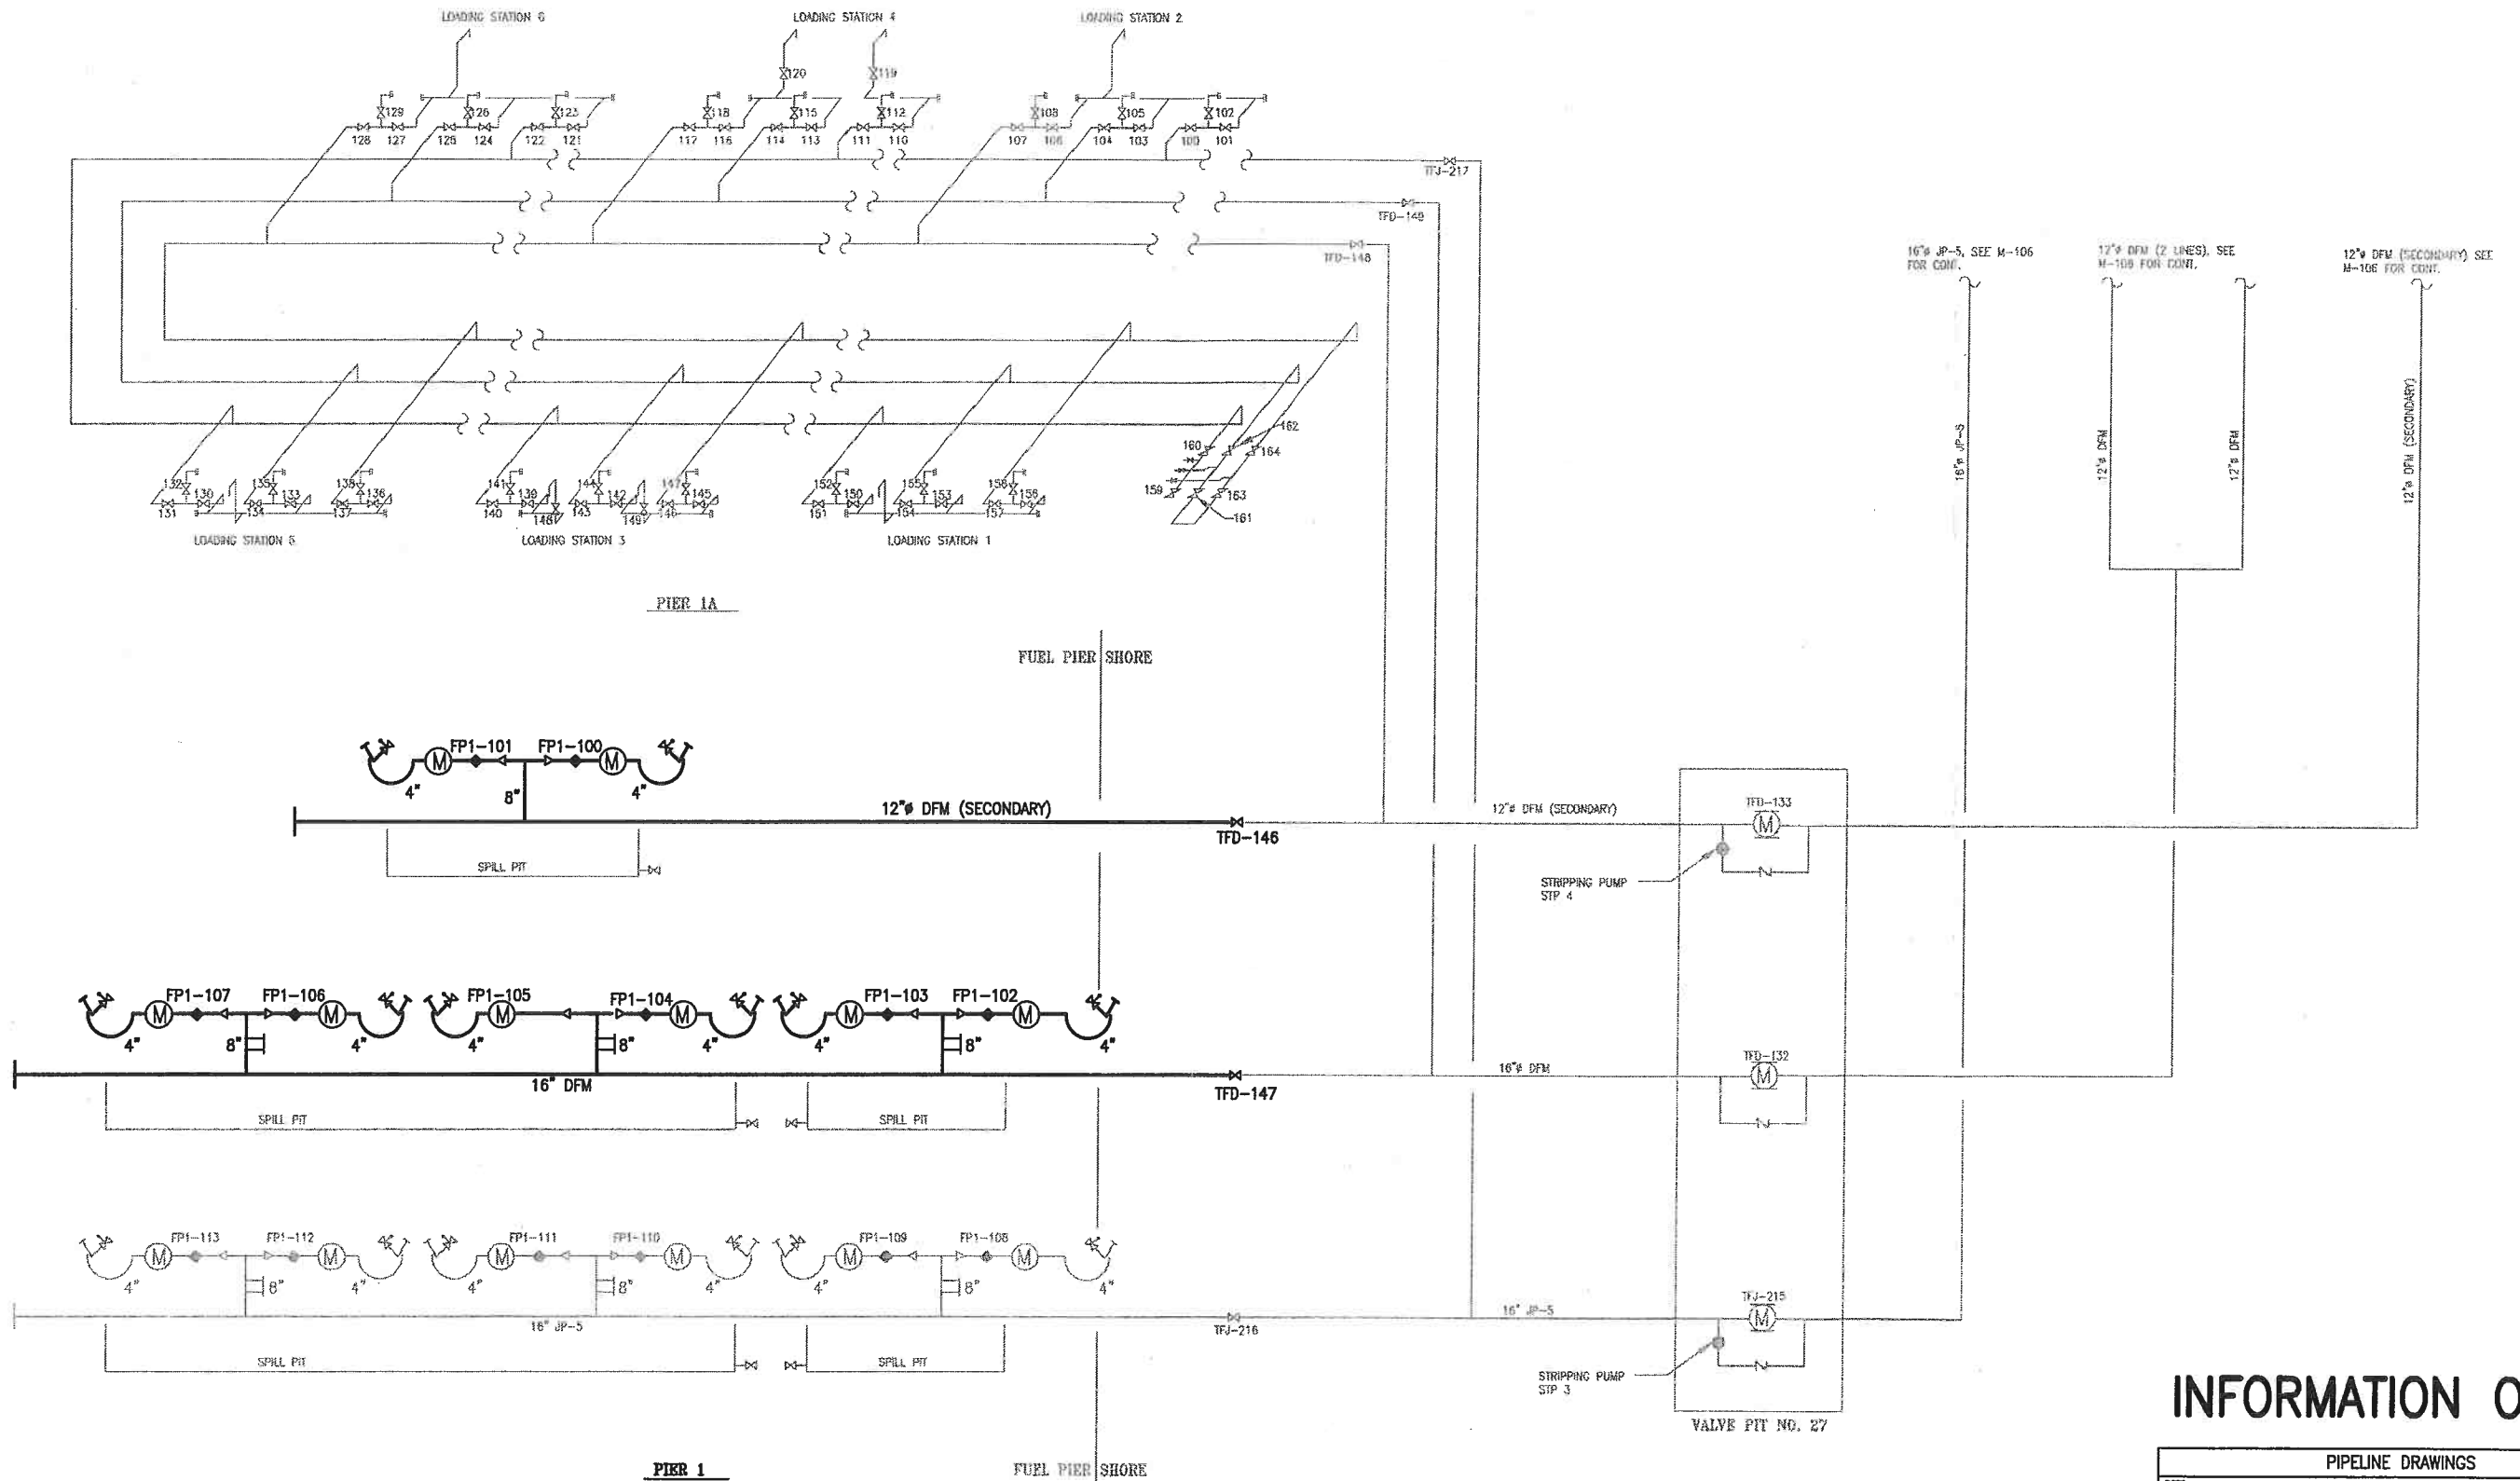 LOADING STATION 6
LOADING STATION 4
LOADING STATION 2
120
119
129
126
123
118
115
112
108
105
102
128 127
125 124
122 121
117 116
114 113
111 110
107 106
104 103
100 101
TFJ-217
TFD-149
TFD-148
16"ø JP-5, SEE M-106
FOR CONT.
12"ø DFM (2 LINES), SEE
M-106 FOR CONT.
12"ø DFM (SECONDARY) SEE
M-106 FOR CONT.
16"ø JP-5
12"ø DFM
12"ø DFM
12"ø DFM (SECONDARY)
162
160
164
159
163
161
132 130
131
135 133
134
138 136
137
141 139
140
148
144 142
143
149
147 145
146
152 150
151
155 153
154
158 156
157
LOADING STATION 5
LOADING STATION 3
LOADING STATION 1
PIER 1A
FUEL PIER SHORE
FP1-101 FP1-100
M M
4" 8" 4"
12"ø DFM (SECONDARY)
TFD-146
12"ø DFM (SECONDARY)
TFD-133
M
SPILL PIT
STRIPPING PUMP
STP 4
FP1-107 FP1-106 FP1-105 FP1-104 FP1-103 FP1-102
M M M M M M
4" 8" 4" 4" 8" 4" 4" 8" 4"
16" DFM
TFD-147
16"ø DFM
TFD-132
M
SPILL PIT
SPILL PIT
FP1-113 FP1-112 FP1-111 FP1-110 FP1-109 FP1-108
M M M M M M
4" 8" 4" 4" 8" 4" 4" 8" 4"
16" JP-5
TFJ-216
16" JP-5
TFJ-215
M
SPILL PIT
SPILL PIT
STRIPPING PUMP
STP 3
VALVE PIT NO. 27
INFORMATION O
PIPELINE DRAWINGS
PIER 1
FUEL PIER SHORE